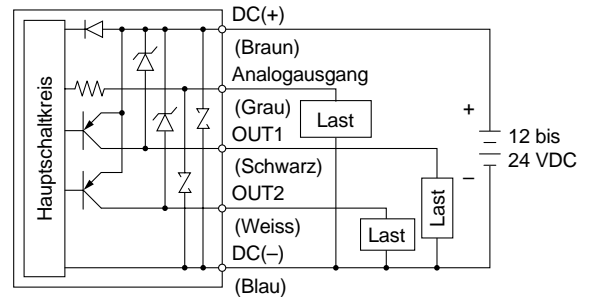 DC(+)
(Braun)
Analogausgang
(Grau)
Last
OUT1
(Schwarz)
OUT2
(Weiss)
Last
Last
DC(–)
(Blau)
Hauptschaltkreis
+
12 bis
24 VDC
–